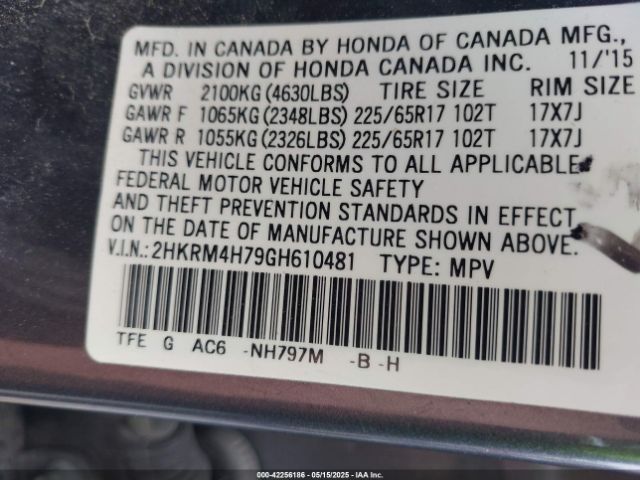 MFD. IN CANADA BY HONDA OF CANADA MFG.,
A DIVISION OF HONDA CANADA INC. 11/'15
GVWR 2100KG (4630LBS) TIRE SIZE RIM SIZE
GAWR F 1065KG (2348LBS) 225/65R17 102T 17X7J
GAWR R 1055KG (2326LBS) 225/65R17 102T 17X7J
THIS VEHICLE CONFORMS TO ALL APPLICABLE
FEDERAL MOTOR VEHICLE SAFETY
AND THEFT PREVENTION STANDARDS IN EFFECT
ON THE DATE OF MANUFACTURE SHOWN ABOVE.
V.I.N.: 2HKRM4H79GH610481 TYPE: MPV
TFE G AC6 -NH797M -B -H
000-42256186 - 05/15/2025 - IAA Inc.